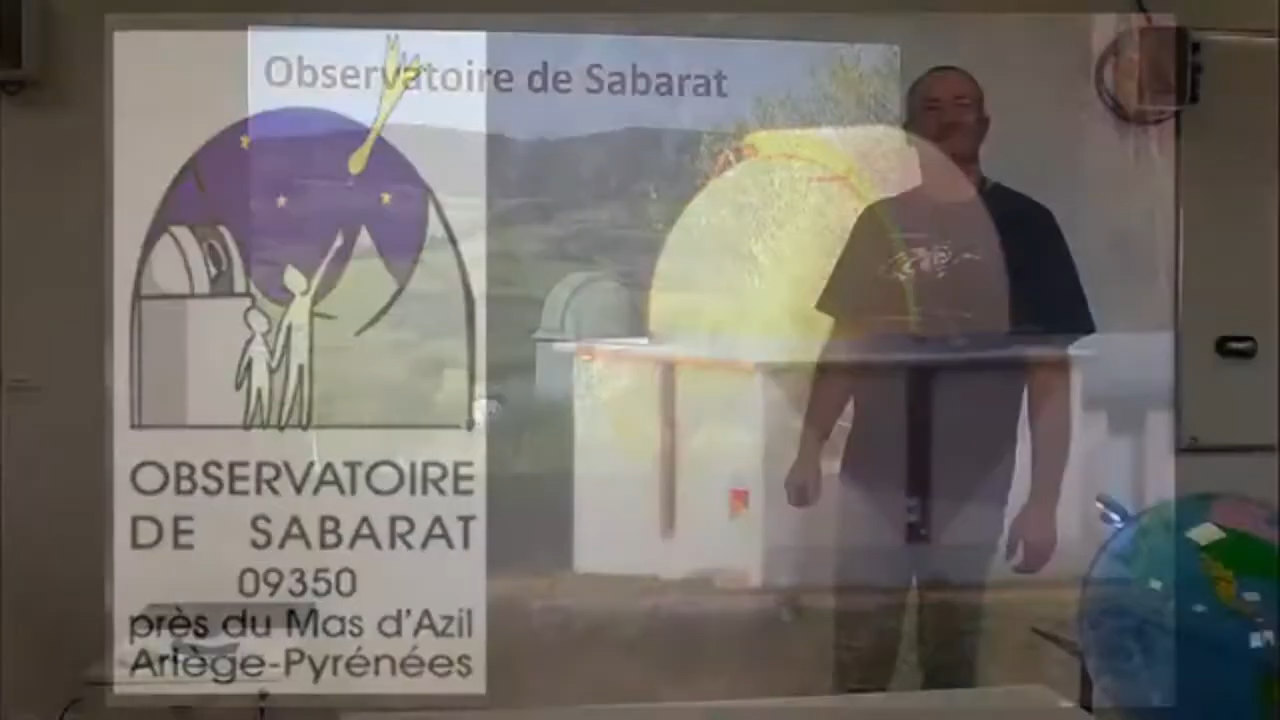 Observatoire de Sabarat
OBSERVATOIRE
DE SABARAT
09350
près du Mas d'Azil
Ariège-Pyrénées